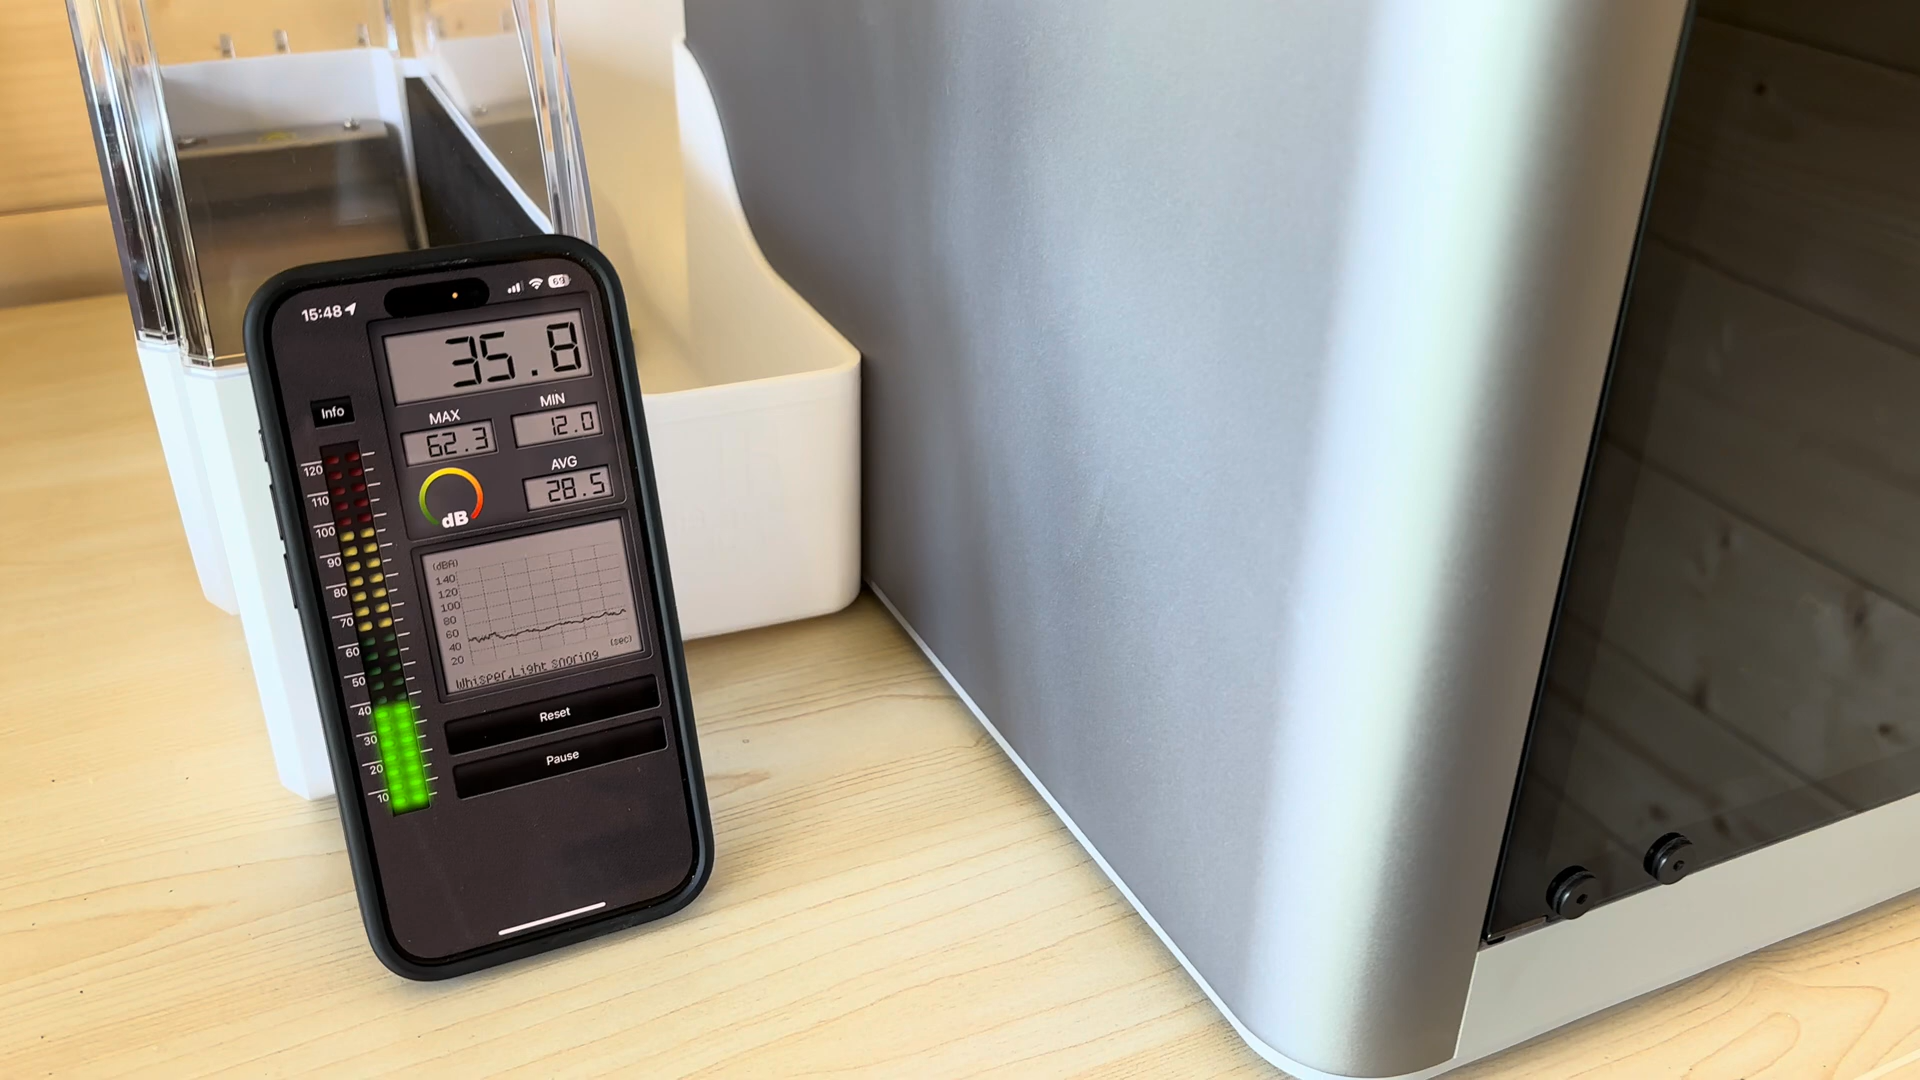 15:48
69
35.8
Info
MAX
MIN
62.3
12.0
AVG
28.5
dB
120
110
100
90
80
70
60
50
40
30
20
10
(dBA)
140
120
100
80
60
40
20
(sec)
Whisper,Light snoring
Reset
Pause